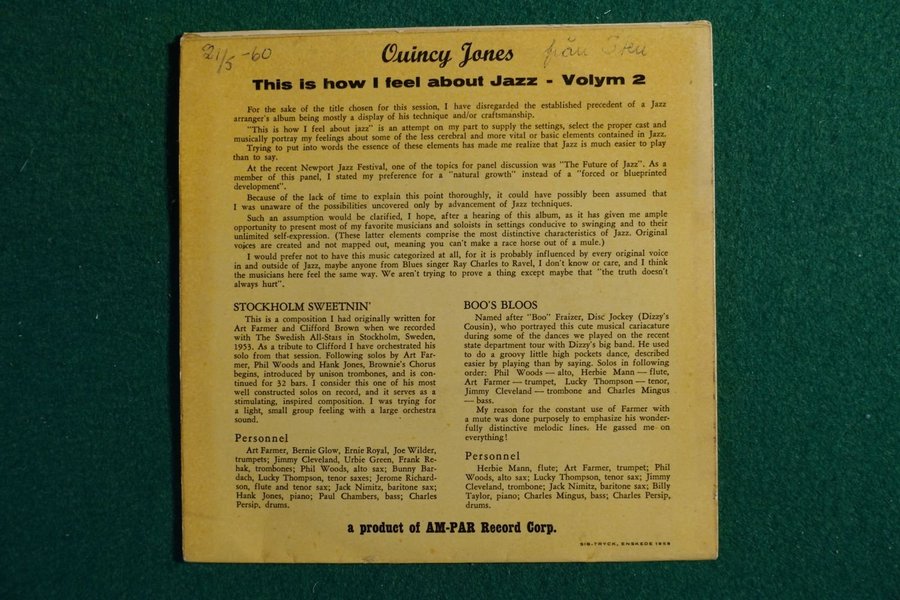 21/5 -60
Quincy Jones
från Sven
This is how I feel about Jazz - Volym 2
For the sake of the title chosen for this session, I have disregarded the established precedent of a Jazz
arranger's album being mostly a display of his technique and/or craftsmanship.
"This is how I feel about jazz" is an attempt on my part to supply the settings, select the proper cast and
musically portray my feelings about some of the less cerebral and more vital or basic elements contained in Jazz.
Trying to put into words the essence of these elements has made me realize that Jazz is much easier to play
than to say.
At the recent Newport Jazz Festival, one of the topics for panel discussion was "The Future of Jazz". As a
member of this panel, I stated my preference for a "natural growth" instead of a "forced or blueprinted
development".
Because of the lack of time to explain this point thoroughly, it could have possibly been assumed that
I was unaware of the possibilities uncovered only by advancement of Jazz techniques.
Such an assumption would be clarified, I hope, after a hearing of this album, as it has given me ample
opportunity to present most of my favorite musicians and soloists in settings conducive to swinging and to their
unlimited self-expression. (These latter elements comprise the most distinctive characteristics of Jazz. Original
voices are created and not mapped out, meaning you can't make a race horse out of a mule.)
I would prefer not to have this music categorized at all, for it is probably influenced by every original voice
in and outside of Jazz, maybe anyone from Blues singer Ray Charles to Ravel, I don't know or care, and I think
the musicians here feel the same way. We aren't trying to prove a thing except maybe that "the truth doesn't
always hurt".
STOCKHOLM SWEETNIN'
This is a composition I had originally written for
Art Farmer and Clifford Brown when we recorded
with The Swedish All-Stars in Stockholm, Sweden,
1953. As a tribute to Clifford I have orchestrated his
solo from that session. Following solos by Art Far-
mer, Phil Woods and Hank Jones, Brownie's Chorus
begins, introduced by unison trombones, and is con-
tinued for 32 bars. I consider this one of his most
well constructed solos on record, and it serves as a
stimulating, inspired composition. I was trying for
a light, small group feeling with a large orchestra
sound.
Personnel
Art Farmer, Bernie Glow, Ernie Royal, Joe Wilder,
trumpets; Jimmy Cleveland, Urbie Green, Frank Re-
hak, trombones; Phil Woods, alto sax; Bunny Bar-
dach, Lucky Thompson, tenor saxes; Jerome Richard-
son, flute and tenor sax; Jack Nimitz, baritone sax;
Hank Jones, piano; Paul Chambers, bass; Charles
Persip, drums.
BOO'S BLOOS
Named after "Boo" Fraizer, Disc Jockey (Dizzy's
Cousin), who portrayed this cute musical cariacature
during some of the dances we played on the recent
state department tour with Dizzy's big band. He used
to do a groovy little high pockets dance, described
easier by playing than by saying. Solos in following
order: Phil Woods — alto, Herbie Mann — flute,
Art Farmer — trumpet, Lucky Thompson — tenor,
Jimmy Cleveland — trombone and Charles Mingus
— bass.
My reason for the constant use of Farmer with
a mute was done purposely to emphasize his wonder-
fully distinctive melodic lines. He gassed me on
everything!
Personnel
Herbie Mann, flute; Art Farmer, trumpet; Phil
Woods, alto sax; Lucky Thompson, tenor sax; Jimmy
Cleveland, trombone; Jack Nimitz, baritone sax; Billy
Taylor, piano; Charles Mingus, bass; Charles Persip,
drums.
a product of AM-PAR Record Corp.
SIB-TRYCK, ENSKEDE 1959